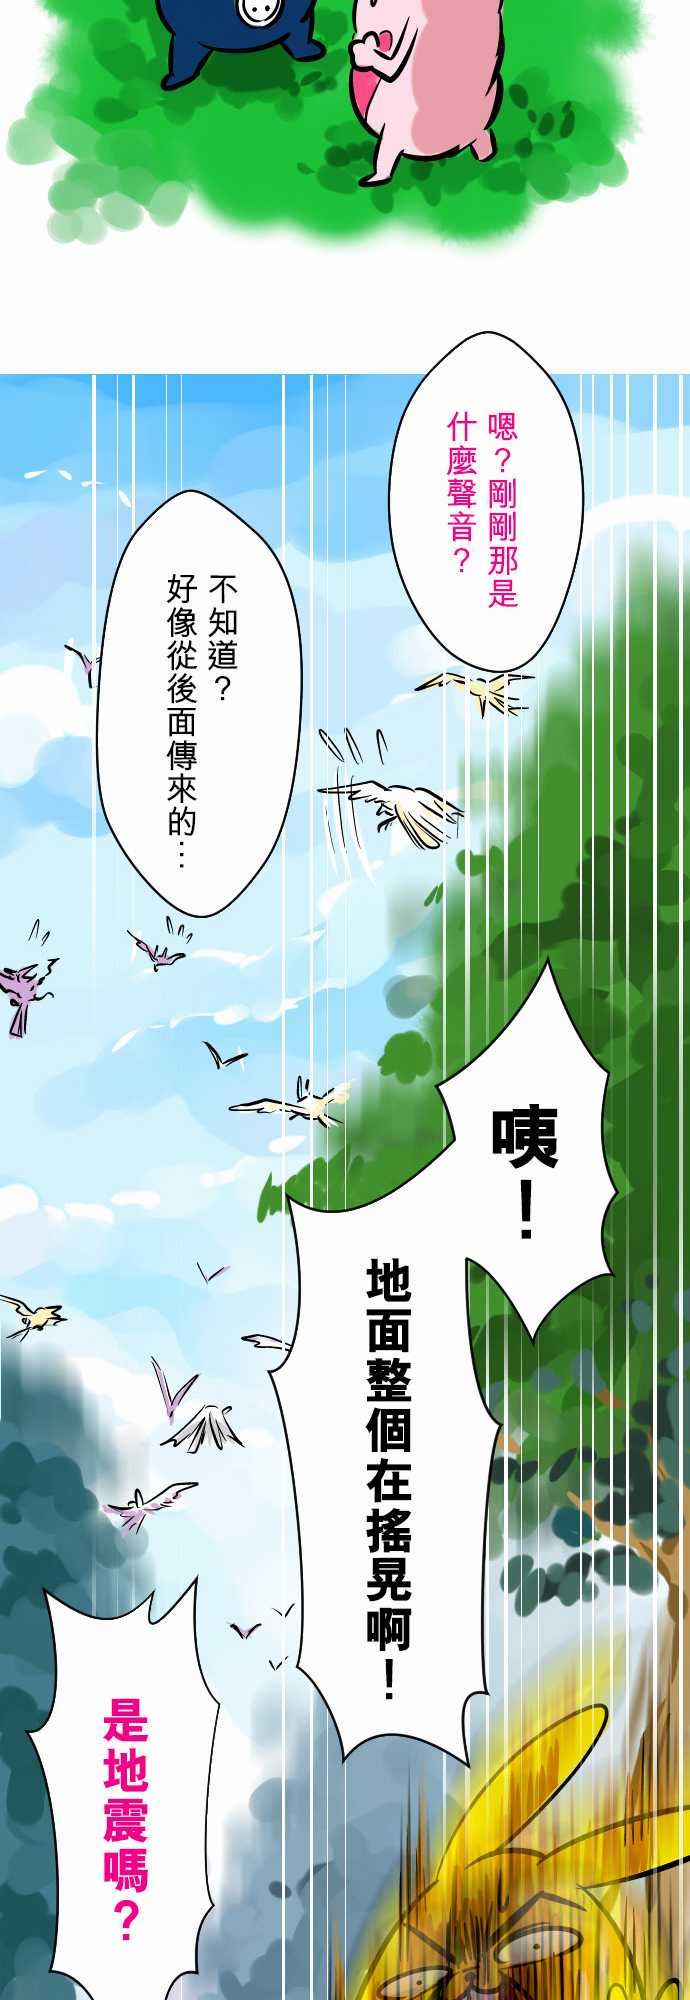 嗯？剛剛那是
什麼聲音？
不知道？
好像從後面傳來的…
咦！
地面整個在搖晃啊！
是地震嗎？